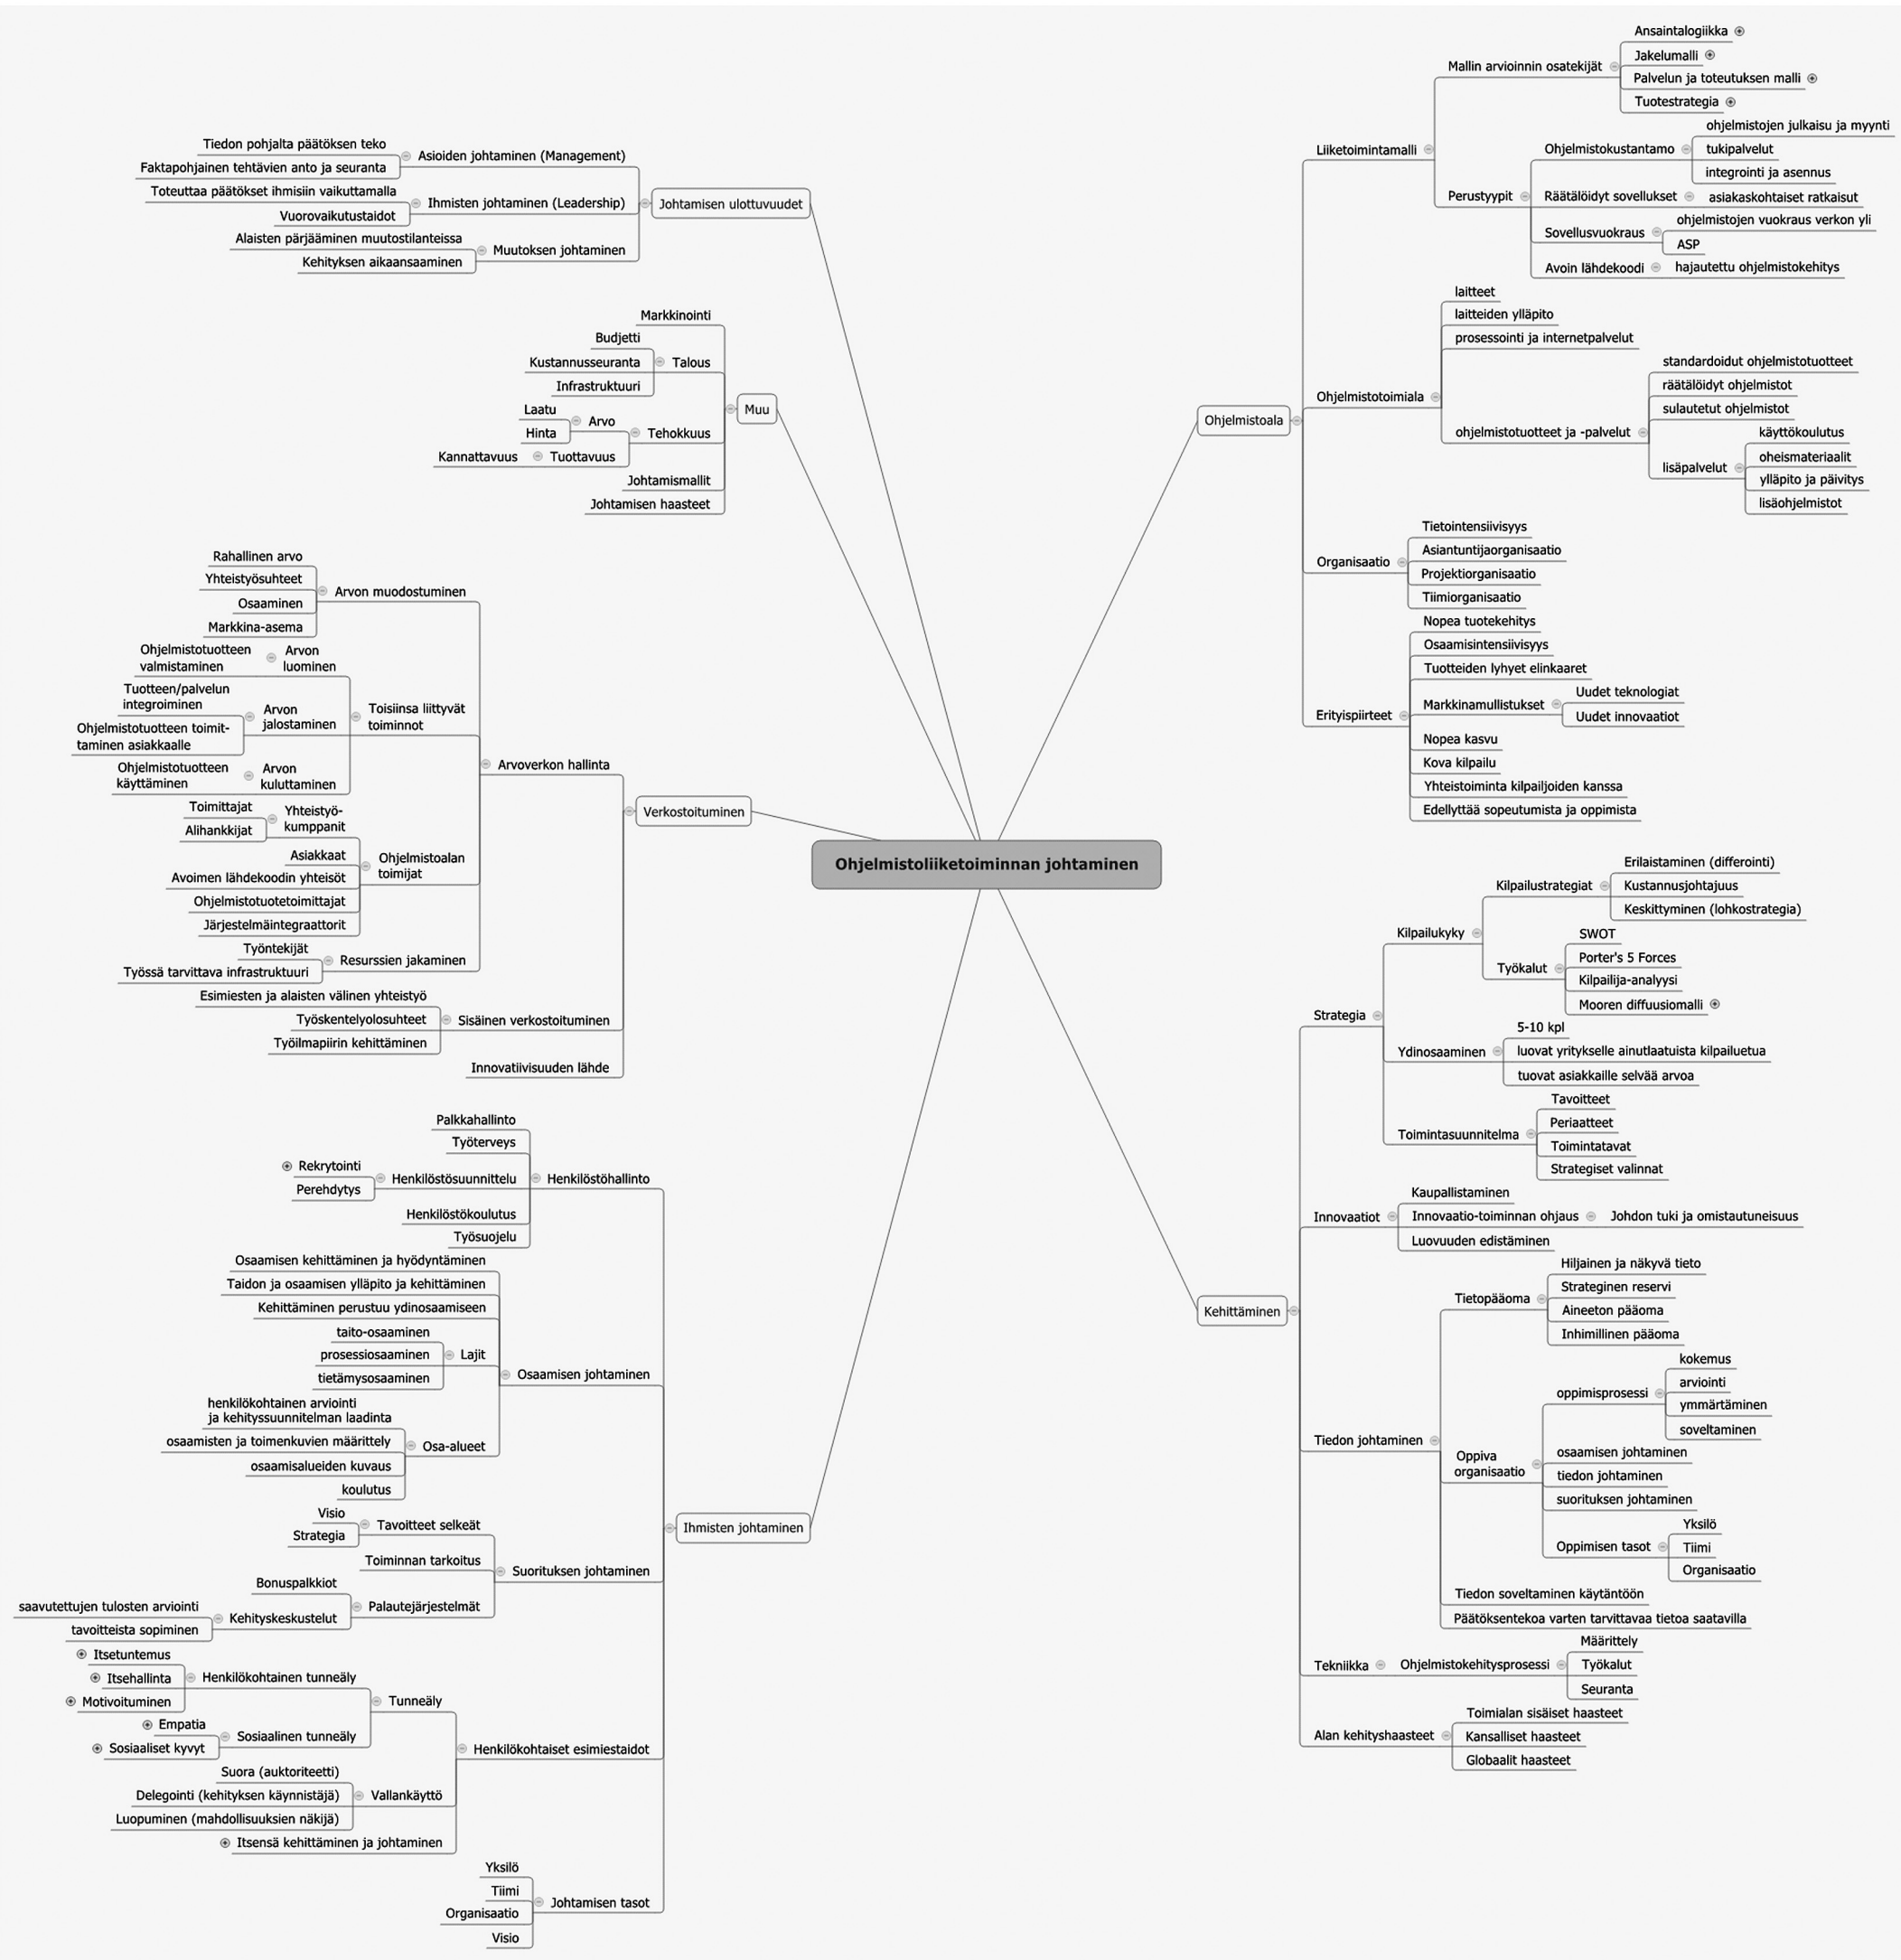 Ohjelmistoliiketoiminnan johtaminen
Johtamisen ulottuvuudet
Asioiden johtaminen (Management)
Tiedon pohjalta päätöksen teko
Faktapohjainen tehtävien anto ja seuranta
Ihmisten johtaminen (Leadership)
Toteuttaa päätökset ihmisiin vaikuttamalla
Vuorovaikutustaidot
Muutoksen johtaminen
Alaisten pärjääminen muutostilanteissa
Kehityksen aikaansaaminen
Muu
Markkinointi
Talous
Budjetti
Kustannusseuranta
Infrastruktuuri
Tehokkuus
Arvo
Laatu
Hinta
Tuottavuus
Kannattavuus
Johtamismallit
Johtamisen haasteet
Verkostoituminen
Arvoverkon hallinta
Arvon muodostuminen
Rahallinen arvo
Yhteistyösuhteet
Osaaminen
Markkina-asema
Toisiinsa liittyvät
toiminnot
Arvon
luominen
Ohjelmistotuotteen
valmistaminen
Arvon
jalostaminen
Tuotteen/palvelun
integroiminen
Ohjelmistotuotteen toimit-
taminen asiakkaalle
Arvon
kuluttaminen
Ohjelmistotuotteen
käyttäminen
Ohjelmistoalan
toimijat
Yhteistyö-
kumppanit
Toimittajat
Alihankkijat
Asiakkaat
Avoimen lähdekoodin yhteisöt
Ohjelmistotuotetoimittajat
Järjestelmäintegraattorit
Resurssien jakaminen
Työntekijät
Työssä tarvittava infrastruktuuri
Sisäinen verkostoituminen
Esimiesten ja alaisten välinen yhteistyö
Työskentelyolosuhteet
Työilmapiirin kehittäminen
Innovatiivisuuden lähde
Ihmisten johtaminen
Henkilöstöhallinto
Palkkahallinto
Työterveys
Henkilöstösuunnittelu
Rekrytointi
Perehdytys
Henkilöstökoulutus
Työsuojelu
Osaamisen johtaminen
Osaamisen kehittäminen ja hyödyntäminen
Taidon ja osaamisen ylläpito ja kehittäminen
Kehittäminen perustuu ydinosaamiseen
Lajit
taito-osaaminen
prosessiosaaminen
tietämysosaaminen
Osa-alueet
henkilökohtainen arviointi
ja kehityssuunnitelman laadinta
osaamisten ja toimenkuvien määrittely
osaamisalueiden kuvaus
koulutus
Suorituksen johtaminen
Tavoitteet selkeät
Visio
Strategia
Toiminnan tarkoitus
Palautejärjestelmät
Bonuspalkkiot
Kehityskeskustelut
saavutettujen tulosten arviointi
tavoitteista sopiminen
Henkilökohtaiset esimiestaidot
Tunneäly
Henkilökohtainen tunneäly
Itsetuntemus
Itsehallinta
Motivoituminen
Sosiaalinen tunneäly
Empatia
Sosiaaliset kyvyt
Vallankäyttö
Suora (auktoriteetti)
Delegointi (kehityksen käynnistäjä)
Luopuminen (mahdollisuuksien näkijä)
Itsensä kehittäminen ja johtaminen
Johtamisen tasot
Yksilö
Tiimi
Organisaatio
Visio
Ohjelmistoala
Liiketoimintamalli
Mallin arvioinnin osatekijät
Ansaintalogiikka
Jakelumalli
Palvelun ja toteutuksen malli
Tuotestrategia
Perustyypit
Ohjelmistokustantamo
ohjelmistojen julkaisu ja myynti
tukipalvelut
integrointi ja asennus
Räätälöidyt sovellukset
asiakaskohtaiset ratkaisut
Sovellusvuokraus
ohjelmistojen vuokraus verkon yli
ASP
Avoin lähdekoodi
hajautettu ohjelmistokehitys
Ohjelmistotoimiala
laitteet
laitteiden ylläpito
prosessointi ja internetpalvelut
ohjelmistotuotteet ja -palvelut
standardoidut ohjelmistotuotteet
räätälöidyt ohjelmistot
sulautetut ohjelmistot
lisäpalvelut
käyttökoulutus
oheismateriaalit
ylläpito ja päivitys
lisäohjelmistot
Organisaatio
Tietointensiivisyys
Asiantuntijaorganisaatio
Projektiorganisaatio
Tiimiorganisaatio
Erityispiirteet
Nopea tuotekehitys
Osaamisintensiivisyys
Tuotteiden lyhyet elinkaaret
Markkinamullistukset
Uudet teknologiat
Uudet innovaatiot
Nopea kasvu
Kova kilpailu
Yhteistoiminta kilpailjoiden kanssa
Edellyttää sopeutumista ja oppimista
Kehittäminen
Strategia
Kilpailukyky
Kilpailustrategiat
Erilaistaminen (differointi)
Kustannusjohtajuus
Keskittyminen (lohkostrategia)
Työkalut
SWOT
Porter's 5 Forces
Kilpailija-analyysi
Mooren diffuusiomalli
Ydinosaaminen
5-10 kpl
luovat yritykselle ainutlaatuista kilpailuetua
tuovat asiakkaille selvää arvoa
Toimintasuunnitelma
Tavoitteet
Periaatteet
Toimintatavat
Strategiset valinnat
Innovaatiot
Kaupallistaminen
Innovaatio-toiminnan ohjaus
Johdon tuki ja omistautuneisuus
Luovuuden edistäminen
Tiedon johtaminen
Tietopääoma
Hiljainen ja näkyvä tieto
Strateginen reservi
Aineeton pääoma
Inhimillinen pääoma
Oppiva
organisaatio
oppimisprosessi
kokemus
arviointi
ymmärtäminen
soveltaminen
osaamisen johtaminen
tiedon johtaminen
suorituksen johtaminen
Oppimisen tasot
Yksilö
Tiimi
Organisaatio
Tiedon soveltaminen käytäntöön
Päätöksentekoa varten tarvittavaa tietoa saatavilla
Tekniikka
Ohjelmistokehitysprosessi
Määrittely
Työkalut
Seuranta
Alan kehityshaasteet
Toimialan sisäiset haasteet
Kansalliset haasteet
Globaalit haasteet